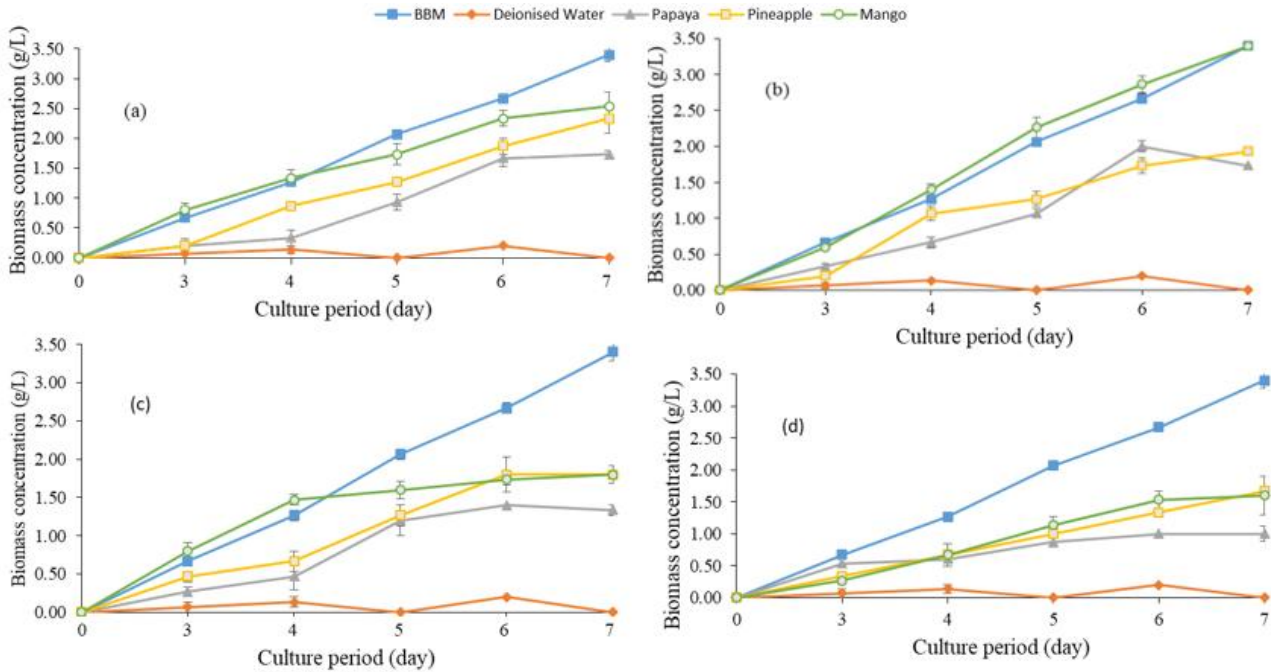 BBM Deionised Water Papaya Pineapple Mango
(a)
Biomass concentration (g/L)
3.50
3.00
2.50
2.00
1.50
1.00
0.50
0.00
0 3 4 5 6 7
Culture period (day)
(b)
Biomass concentration (g/L)
3.50
3.00
2.50
2.00
1.50
1.00
0.50
0.00
0 3 4 5 6 7
Culture period (day)
(c)
Biomass concentration (g/L)
3.50
3.00
2.50
2.00
1.50
1.00
0.50
0.00
0 3 4 5 6 7
Culture period (day)
(d)
Biomass concentration (g/L)
3.50
3.00
2.50
2.00
1.50
1.00
0.50
0.00
0 3 4 5 6 7
Culture period (day)